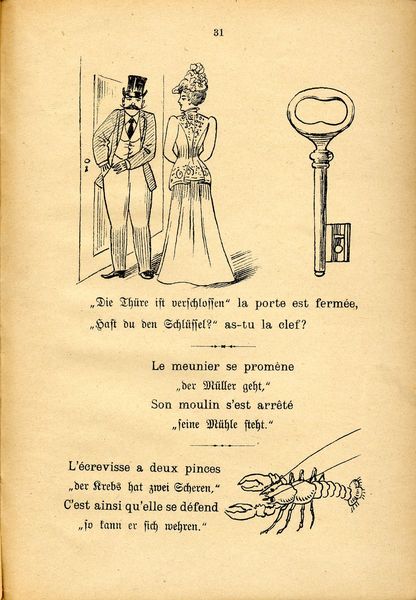 31
„Die Thüre ist verschlossen“ la porte est fermée,
„Hast du den Schlüssel?“ as-tu la clef?
Le meunier se promène
„der Müller geht,“
Son moulin s'est arrêté
„seine Mühle steht.“
L'écrevisse a deux pinces
„der Krebs hat zwei Scheren,“
C'est ainsi qu'elle se défend
„so kann er sich wehren.“